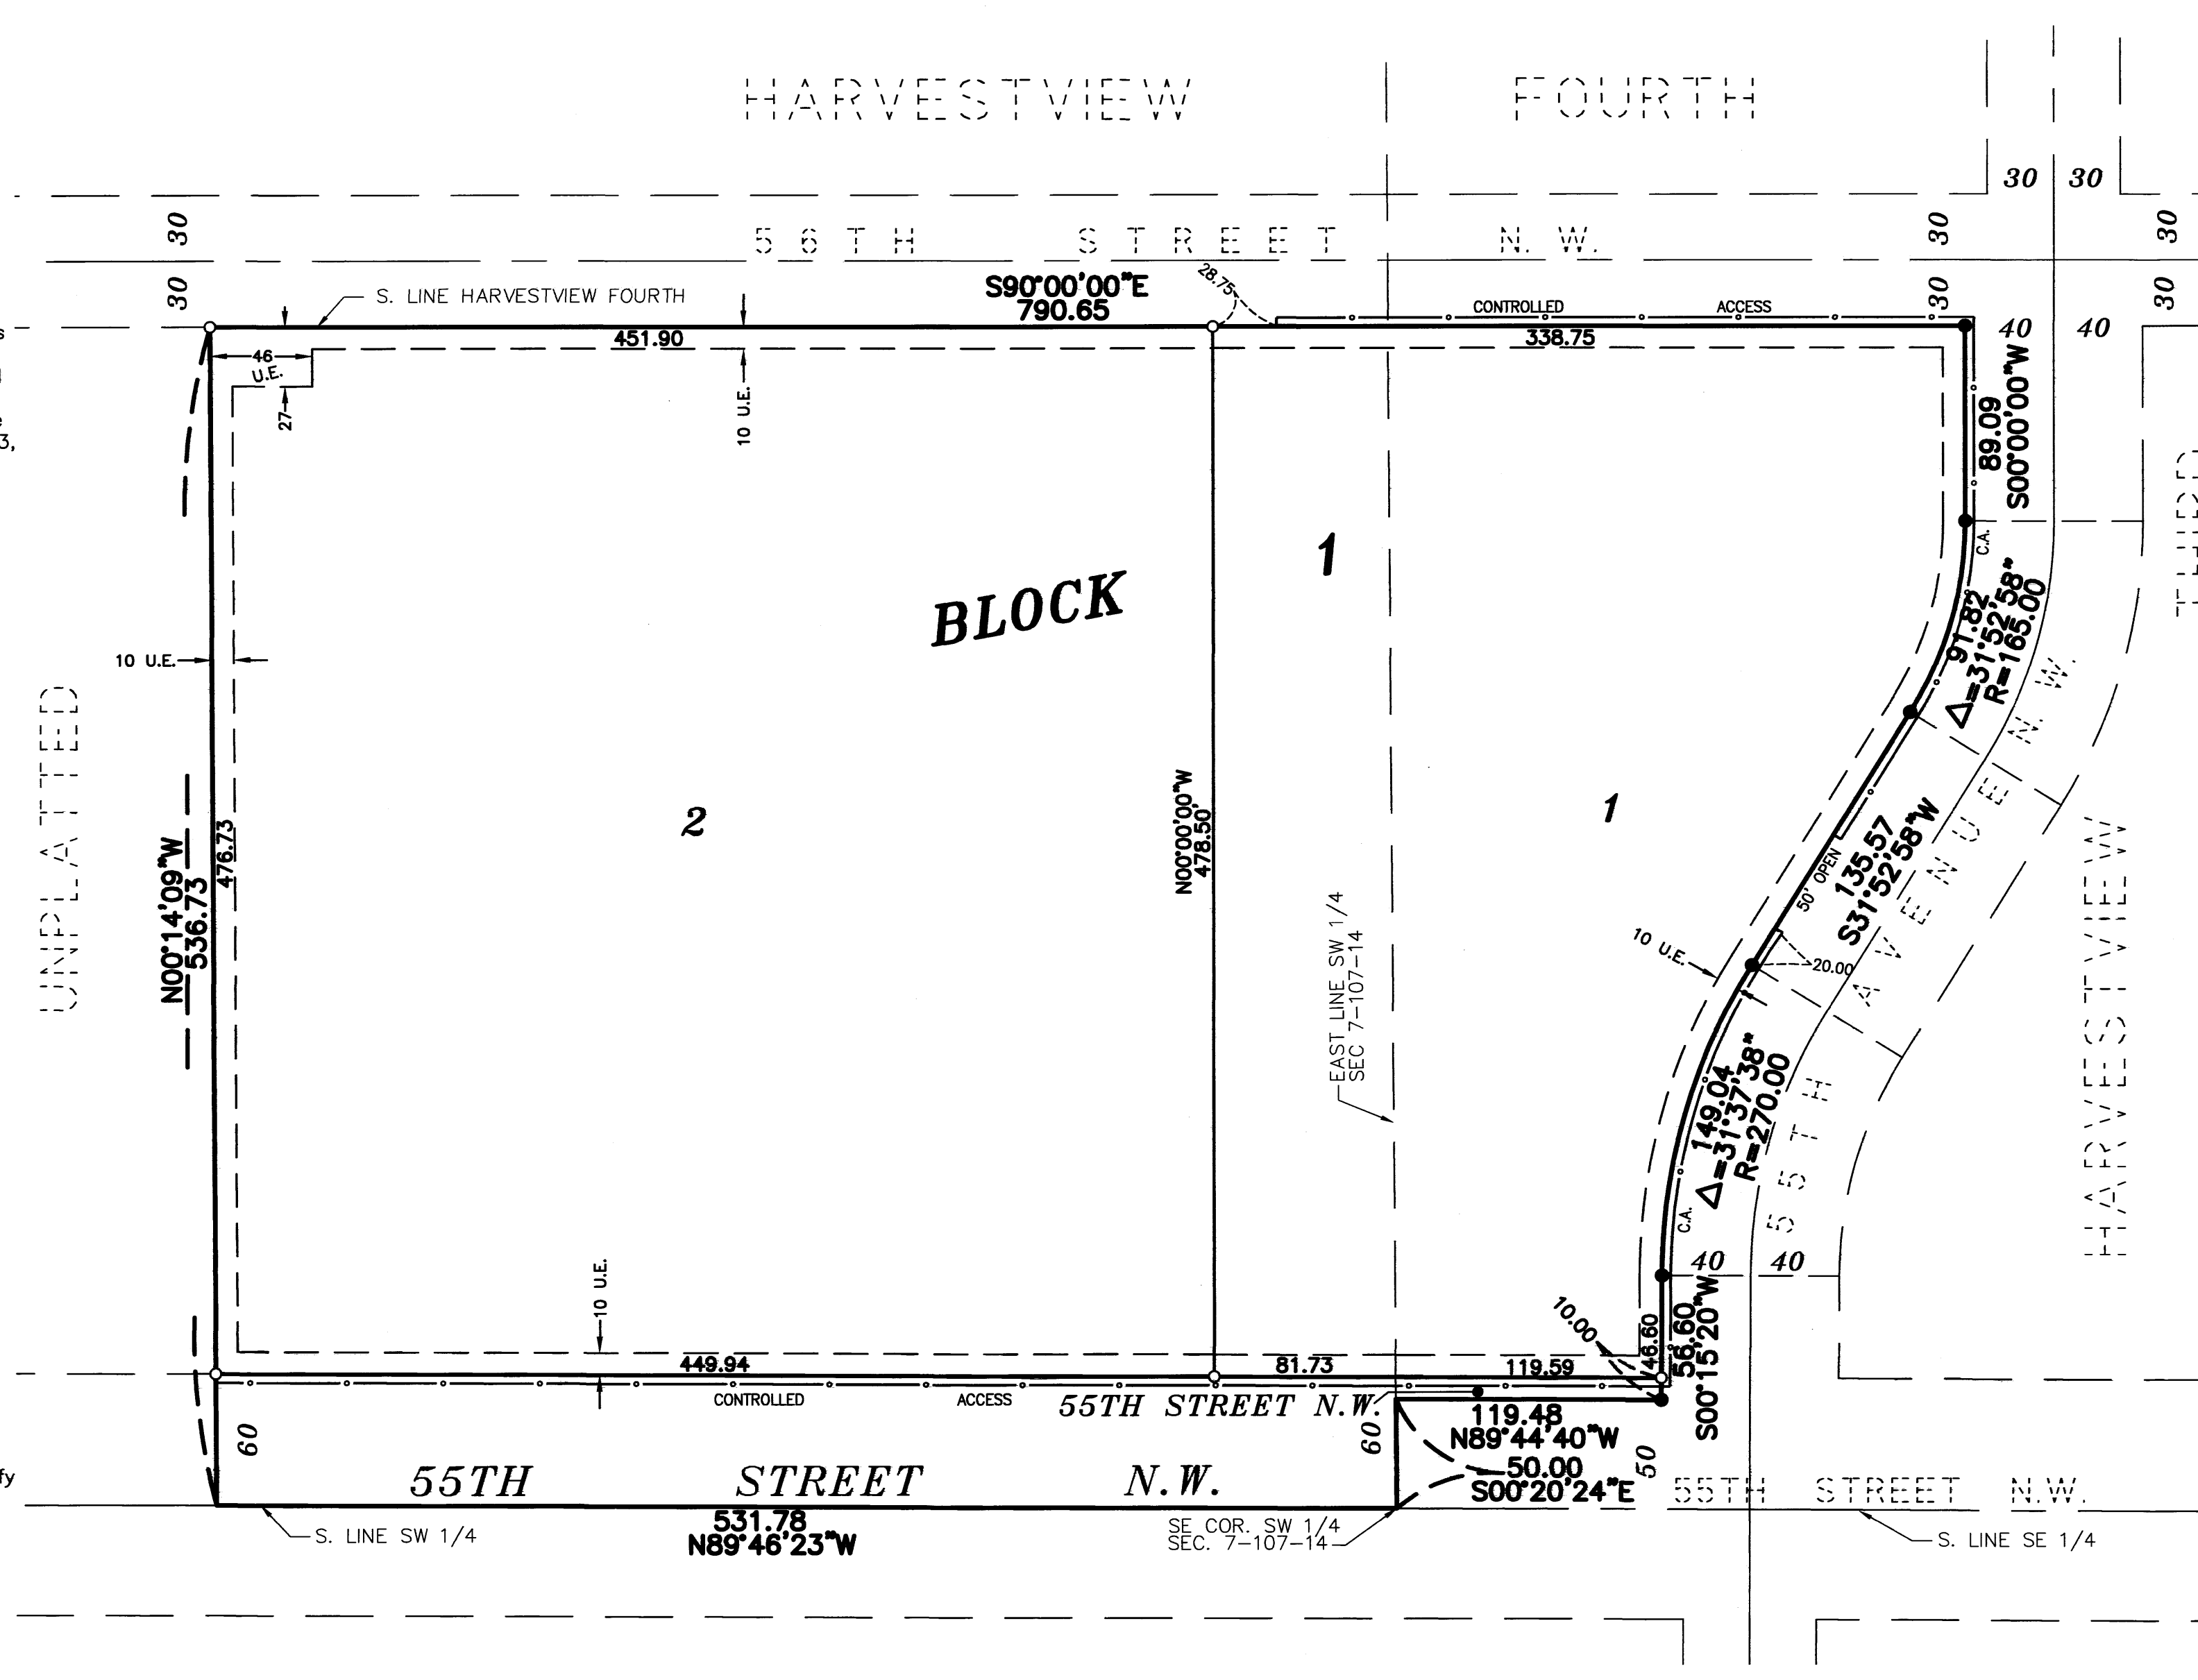 HARVESTVIEW FOURTH
30 30
30 56TH STREET N.W. 30 30
30 S90°00'00"E 28.75 30 30
S. LINE HARVESTVIEW FOURTH 790.65 CONTROLLED ACCESS
451.90 338.75 40 40
46
U.E.
27
10 U.E.
89.09
S00°00'00"W
3,
THIRD
C.A.
1
BLOCK
91.82
Δ=31°52'58"
R=165.00
10 U.E.
UNPLATTED
N00°14'09"W
536.73
476.73
2
N00°00'00"W
478.50'
1
135.57
S31°52'58"W
50' OPEN
20.00
10 U.E.
55TH AVENUE N.W.
HARVESTVIEW
EAST LINE SW 1/4
SEC 7-107-14
149.04
Δ=31°37'38"
R=270.00
C.A.
40 40
10 U.E.
10.00
46.60
56.60
S00°15'20"W
449.94 81.73 119.59
CONTROLLED ACCESS 55TH STREET N.W.
60 60 119.48
N89°44'40"W
50
55TH STREET N.W. 50.00
S00°20'24"E 55TH STREET N.W.
fy
S. LINE SW 1/4 531.78
N89°46'23"W
SE COR. SW 1/4
SEC. 7-107-14
S. LINE SE 1/4